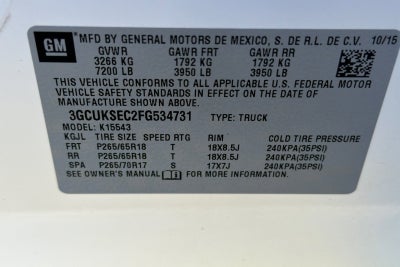 GM
MFD BY GENERAL MOTORS DE MEXICO, S. DE R.L. DE C.V. 10/15
GVWR GAWR FRT GAWR RR
3266 KG 1792 KG 1792 KG
7200 LB 3950 LB 3950 LB
THIS VEHICLE CONFORMS TO ALL APPLICABLE U.S. FEDERAL MOTOR
VEHICLE SAFETY STANDARDS IN EFFECT ON THE DATE OF
MANUFACTURE SHOWN ABOVE.
3GCUKSEC2FG534731 TYPE: TRUCK
MODEL: K15543
KGJL TIRE SIZE SPEED RTG RIM COLD TIRE PRESSURE
FRT P265/65R18 T 18X8.5J 240KPA(35PSI)
RR P265/65R18 T 18X8.5J 240KPA(35PSI)
SPA P265/70R17 S 17X7J 240KPA(35PSI)
SEE OWNER'S MANUAL FOR MORE INFORMATION.